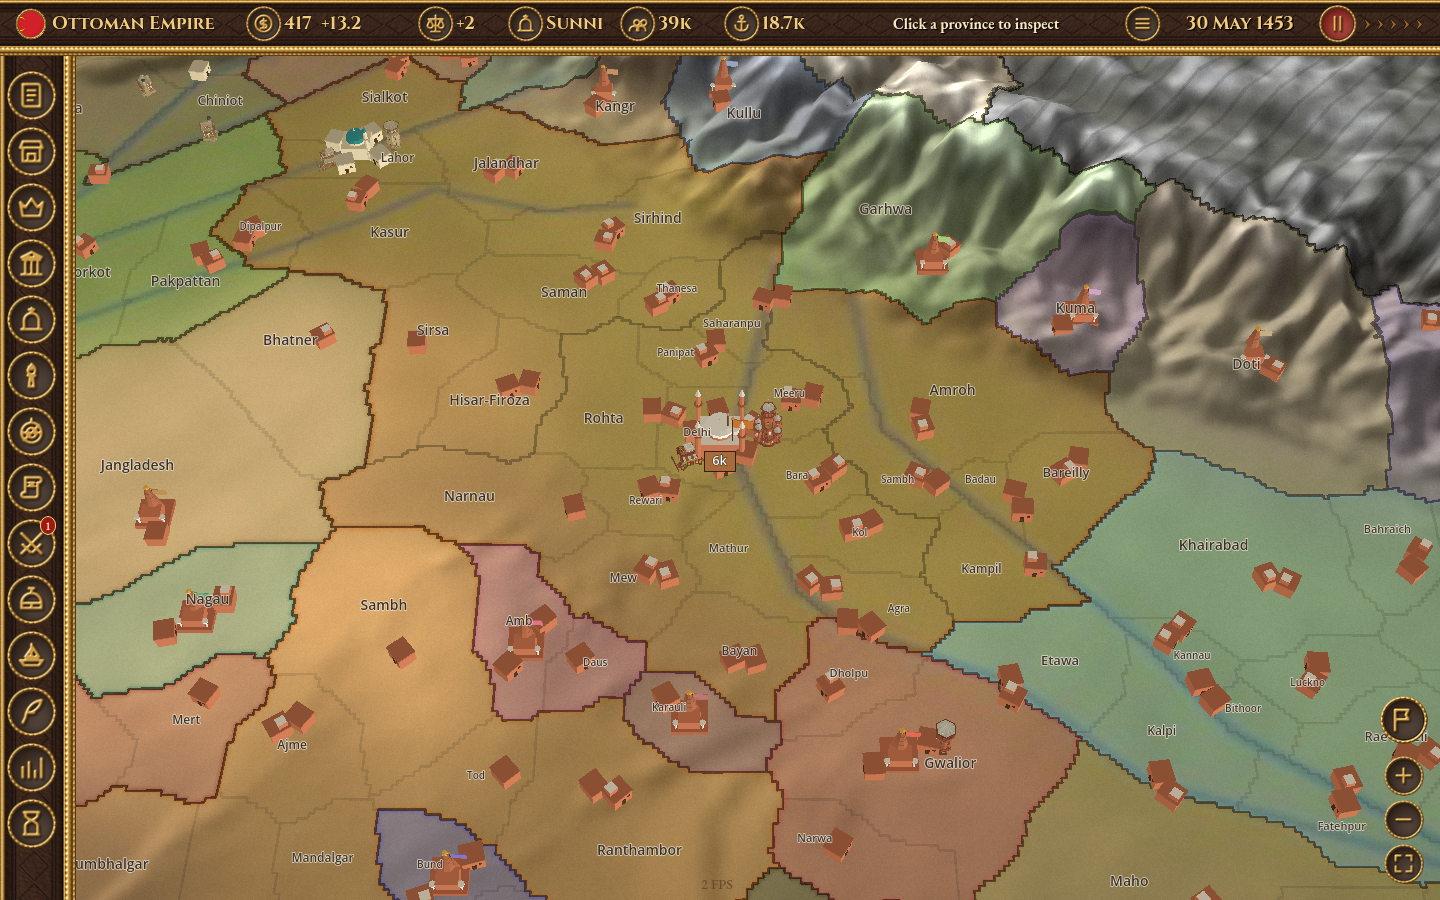 OTTOMAN EMPIRE 417 +13.2 +2 SUNNI 39K 18.7K Click a province to inspect 30 MAY 1453
Chiniot
Sialkot
Kangr
Kullu
Lahor
Jalandhar
Garhwa
Sirhind
Dipalpur
Kasur
Pakpattan
orkot
Saman
Thanesa
Kuma
Saharanpu
Sirsa
Bhatner
Panipat
Doti
Hisar-Firoza
Meeru
Amroh
Rohta
Delhi
6k
Jangladesh
Bara
Sambh
Badau
Bareilly
Narnau
Rewari
1
Koi
Bahraich
Khairabad
Mathur
Mew
Kampil
Nagau
Sambh
Agra
Amb
Daus
Bayan
Etawa
Kannau
Dholpu
Luckno
Karauli
Bithoor
Mert
Kalpi
Rae
di
Ajme
Gwalior
Tod
Fatehpur
Narwa
Ranthambor
Mandalgar
umbhalgar
Bund
2 FPS
Maho